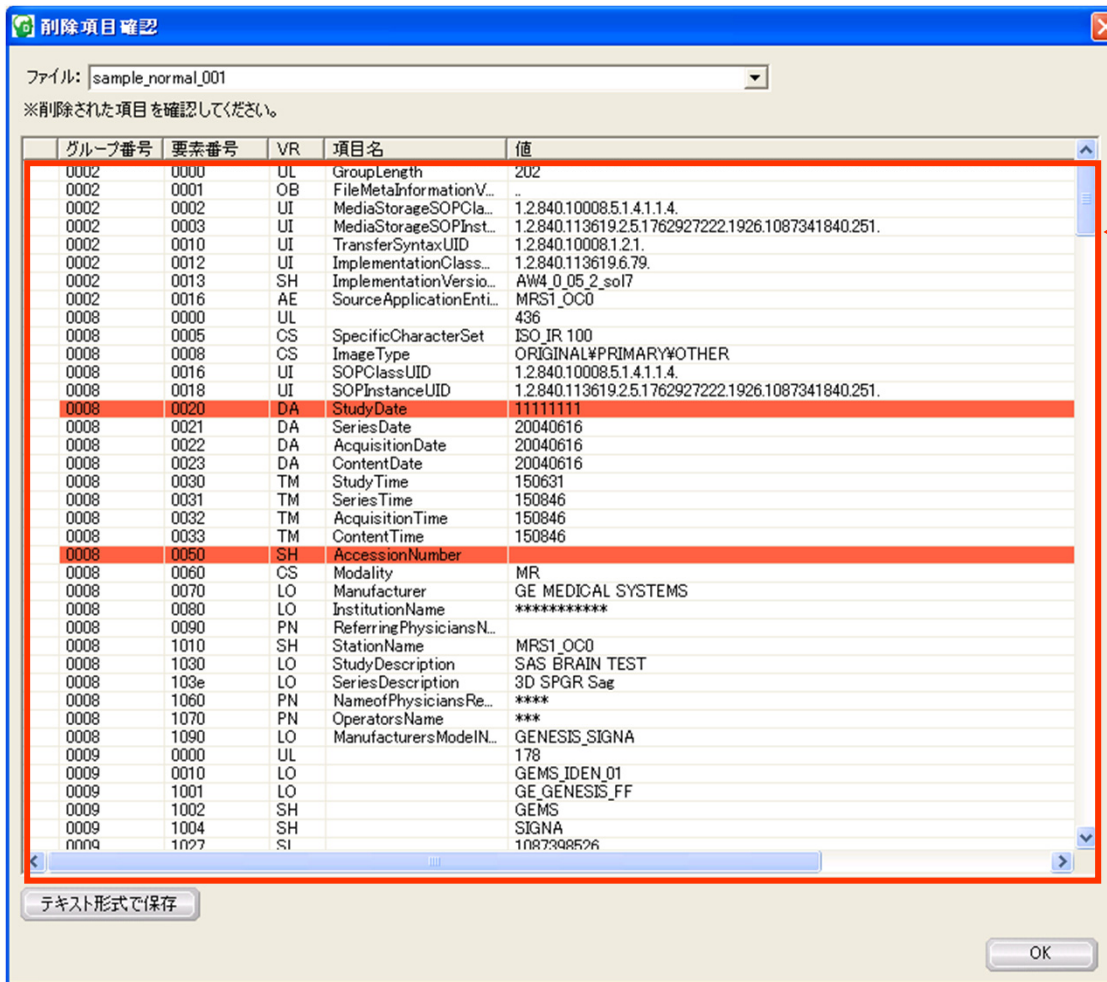 削除項目確認
ファイル: sample_normal_001
※削除された項目を確認してください。
グループ番号 要素番号 VR 項目名 値
0002 0000 UL GroupLength 202
0002 0001 OB FileMetaInformationV... ..
0002 0002 UI MediaStorageSOPCla... 1.2.840.10008.5.1.4.1.1.4.
0002 0003 UI MediaStorageSOPInst... 1.2.840.113619.2.5.1762927222.1926.1087341840.251.
0002 0010 UI TransferSyntaxUID 1.2.840.10008.1.2.1.
0002 0012 UI ImplementationClass... 1.2.840.113619.6.79.
0002 0013 SH ImplementationVersio... AW4_0_05_2_sol7
0002 0016 AE SourceApplicationEnti... MRS1_OC0
0008 0000 UL 436
0008 0005 CS SpecificCharacterSet ISO_IR 100
0008 0008 CS ImageType ORIGINAL¥PRIMARY¥OTHER
0008 0016 UI SOPClassUID 1.2.840.10008.5.1.4.1.1.4.
0008 0018 UI SOPInstanceUID 1.2.840.113619.2.5.1762927222.1926.1087341840.251.
0008 0020 DA StudyDate 11111111
0008 0021 DA SeriesDate 20040616
0008 0022 DA AcquisitionDate 20040616
0008 0023 DA ContentDate 20040616
0008 0030 TM StudyTime 150631
0008 0031 TM SeriesTime 150846
0008 0032 TM AcquisitionTime 150846
0008 0033 TM ContentTime 150846
0008 0050 SH AccessionNumber
0008 0060 CS Modality MR
0008 0070 LO Manufacturer GE MEDICAL SYSTEMS
0008 0080 LO InstitutionName ***********
0008 0090 PN ReferringPhysiciansN...
0008 1010 SH StationName MRS1_OC0
0008 1030 LO StudyDescription SAS BRAIN TEST
0008 103e LO SeriesDescription 3D SPGR Sag
0008 1060 PN NameofPhysiciansRe... ****
0008 1070 PN OperatorsName ***
0008 1090 LO ManufacturersModelN... GENESIS_SIGNA
0009 0000 UL 178
0009 0010 LO GEMS_IDEN_01
0009 1001 LO GE_GENESIS_FF
0009 1002 SH GEMS
0009 1004 SH SIGNA
0009 1027 SL 1087398526
テキスト形式で保存
OK